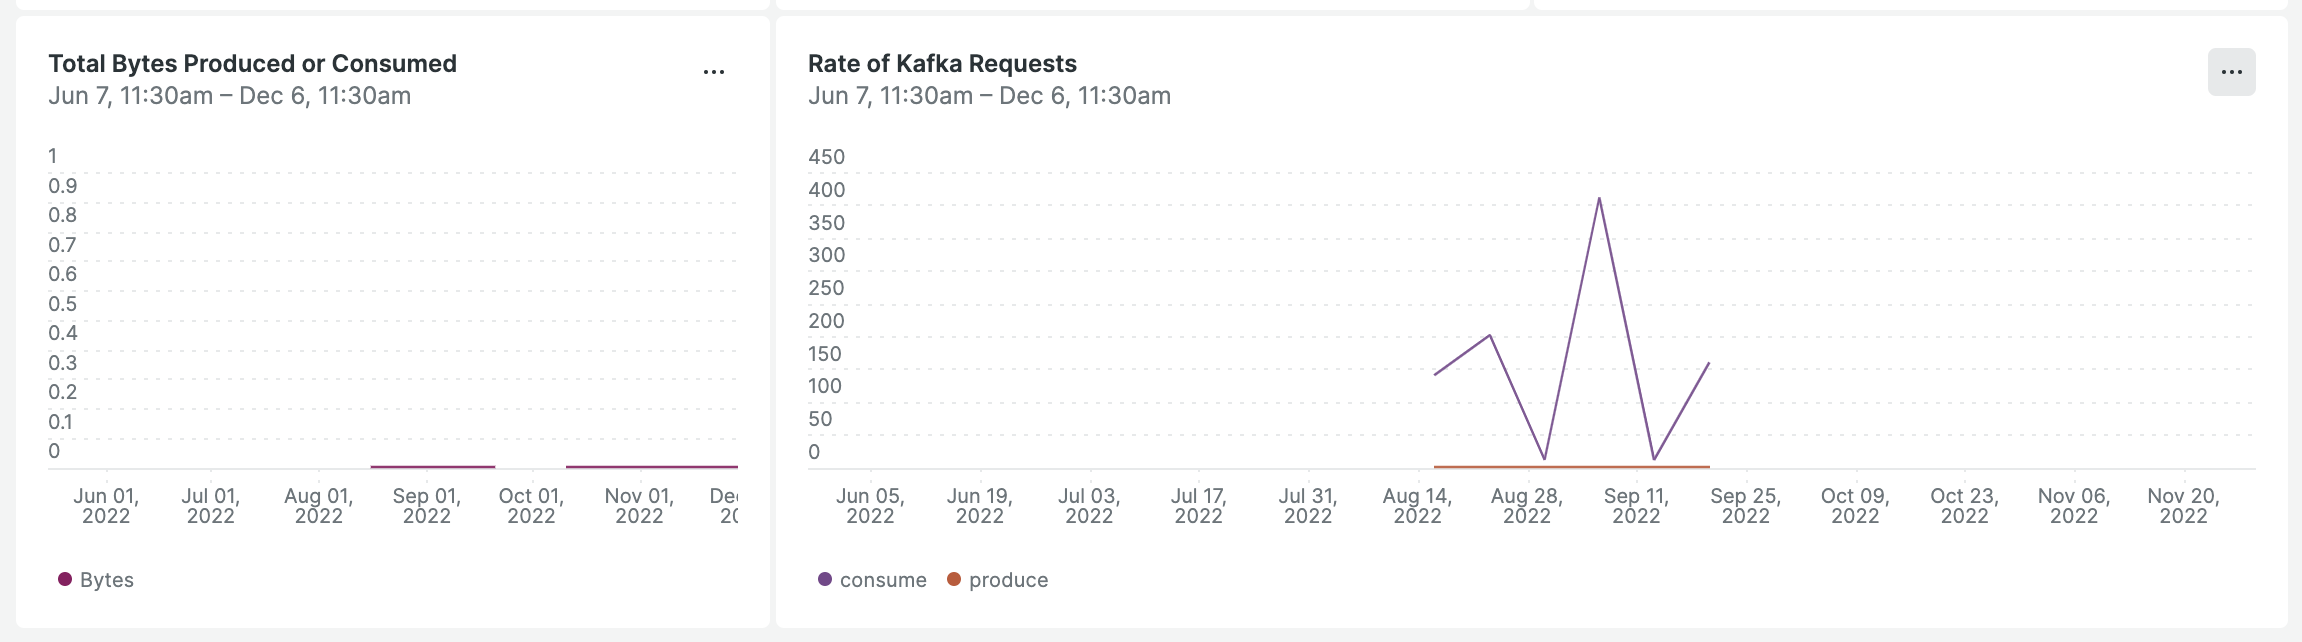 Total Bytes Produced or Consumed
...
Jun 7, 11:30am – Dec 6, 11:30am
1
0.9
0.8
0.7
0.6
0.5
0.4
0.3
0.2
0.1
0
Jun 01, 2022
Jul 01, 2022
Aug 01, 2022
Sep 01, 2022
Oct 01, 2022
Nov 01, 2022
Bytes
Rate of Kafka Requests
...
Jun 7, 11:30am – Dec 6, 11:30am
450
400
350
300
250
200
150
100
50
0
Jun 05, 2022
Jun 19, 2022
Jul 03, 2022
Jul 17, 2022
Jul 31, 2022
Aug 14, 2022
Aug 28, 2022
Sep 11, 2022
Sep 25, 2022
Oct 09, 2022
Oct 23, 2022
Nov 06, 2022
Nov 20, 2022
consume produce